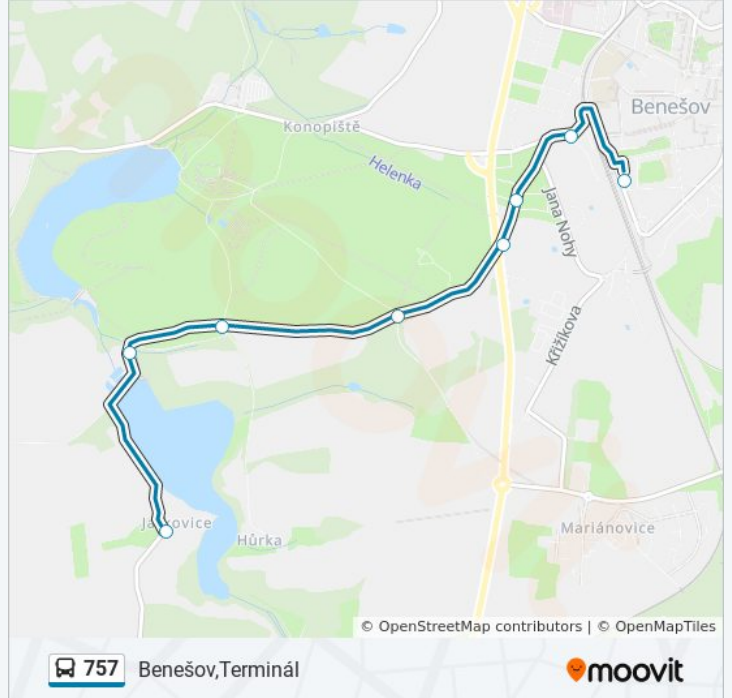 Benešov
Konopiště
Helenka
Jana Nohy
Křižíkova
Mariánovice
Hůrka
© OpenStreetMap contributors | © OpenMapTiles
757 Benešov,Terminál
moovit